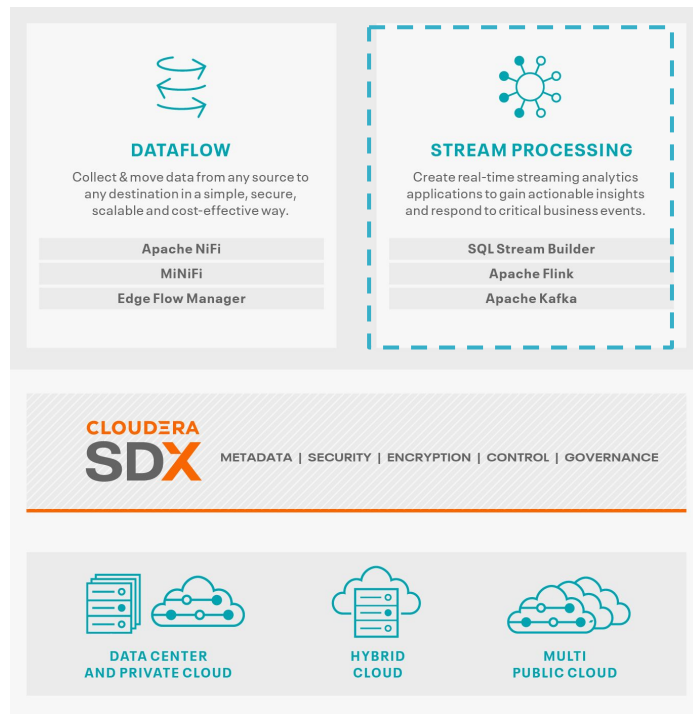 DATAFLOW
Collect & move data from any source to
any destination in a simple, secure,
scalable and cost-effective way.
Apache NiFi
MiNiFi
Edge Flow Manager
STREAM PROCESSING
Create real-time streaming analytics
applications to gain actionable insights
and respond to critical business events.
SQL Stream Builder
Apache Flink
Apache Kafka
CLOUDERA
SDX
METADATA | SECURITY | ENCRYPTION | CONTROL | GOVERNANCE
DATA CENTER
AND PRIVATE CLOUD
HYBRID
CLOUD
MULTI
PUBLIC CLOUD